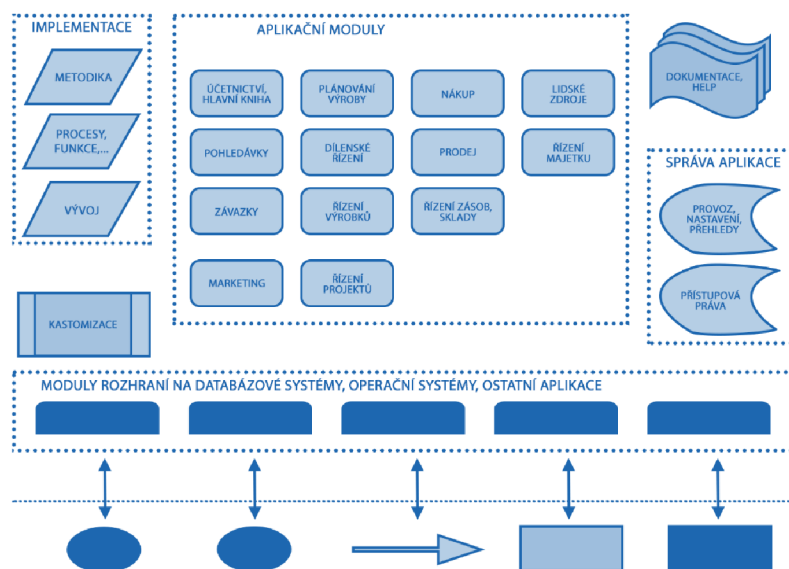 IMPLEMENTACE
METODIKA
PROCESY,
FUNKCE,...
VÝVOJ
KASTOMIZACE
APLIKAČNÍ MODULY
ÚČETNICTVÍ,
HLAVNÍ KNIHA
PLÁNOVÁNÍ
VÝROBY
NÁKUP
LIDSKÉ
ZDROJE
POHLEDÁVKY
DÍLENSKÉ
ŘÍZENÍ
PRODEJ
ŘÍZENÍ
MAJETKU
ZÁVAZKY
ŘÍZENÍ
VÝROBKŮ
ŘÍZENÍ ZÁSOB,
SKLADY
MARKETING
ŘÍZENÍ
PROJEKTŮ
DOKUMENTACE,
HELP
SPRÁVA APLIKACE
PROVOZ,
NASTAVENÍ,
PŘEHLEDY
PŘÍSTUPOVÁ
PRÁVA
MODULY ROZHRANÍ NA DATABÁZOVÉ SYSTÉMY, OPERAČNÍ SYSTÉMY, OSTATNÍ APLIKACE